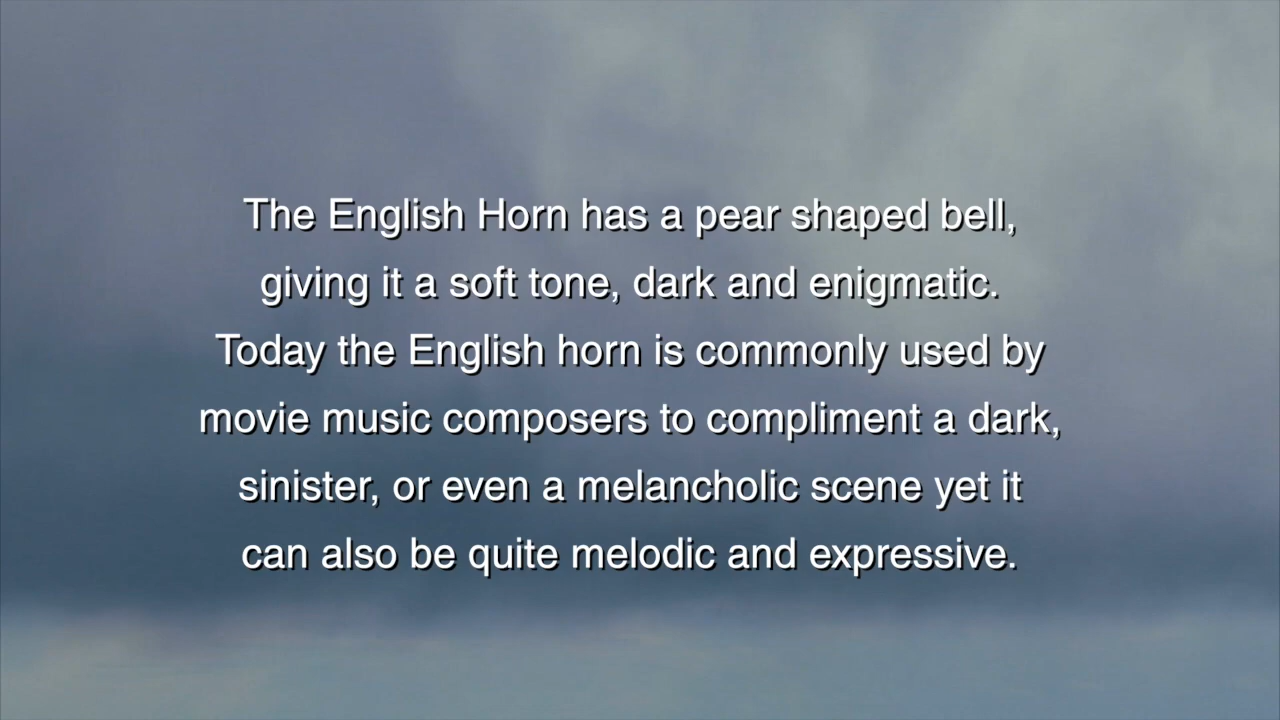 The English Horn has a pear shaped bell,
giving it a soft tone, dark and enigmatic.
Today the English horn is commonly used by
movie music composers to compliment a dark,
sinister, or even a melancholic scene yet it
can also be quite melodic and expressive.